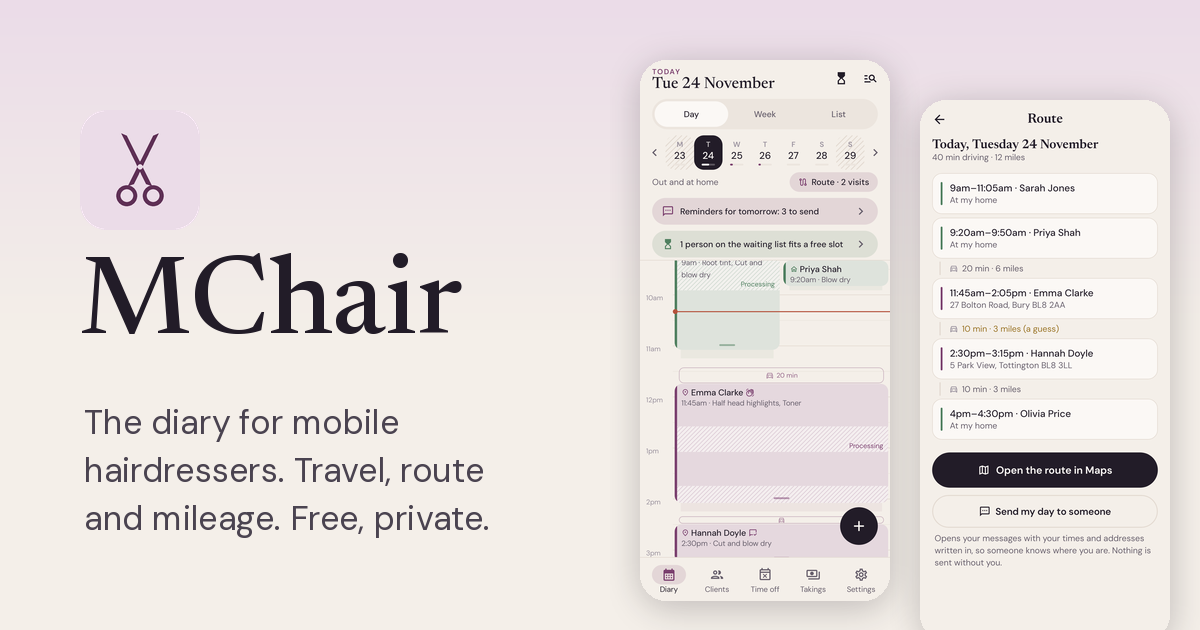 MChair
The diary for mobile
hairdressers. Travel, route
and mileage. Free, private.
TODAY
Tue 24 November
Day Week List
M T W T F S S
23 24 25 26 27 28 29
Out and at home
Route · 2 visits
Reminders for tomorrow: 3 to send
1 person on the waiting list fits a free slot
9am · Root tint, Cut and
blow dry
Processing
Priya Shah
9:20am · Blow dry
10am
11am
20 min
12pm
Emma Clarke
11:45am · Half head highlights, Toner
1pm
Processing
2pm
Hannah Doyle
2:30pm · Cut and blow dry
3pm
Diary Clients Time off Takings Settings
Route
Today, Tuesday 24 November
40 min driving · 12 miles
9am–11:05am · Sarah Jones
At my home
9:20am–9:50am · Priya Shah
At my home
20 min · 6 miles
11:45am–2:05pm · Emma Clarke
27 Bolton Road, Bury BL8 2AA
10 min · 3 miles (a guess)
2:30pm–3:15pm · Hannah Doyle
5 Park View, Tottington BL8 3LL
10 min · 3 miles
4pm–4:30pm · Olivia Price
At my home
Open the route in Maps
Send my day to someone
Opens your messages with your times and addresses
written in, so someone knows where you are. Nothing is
sent without you.